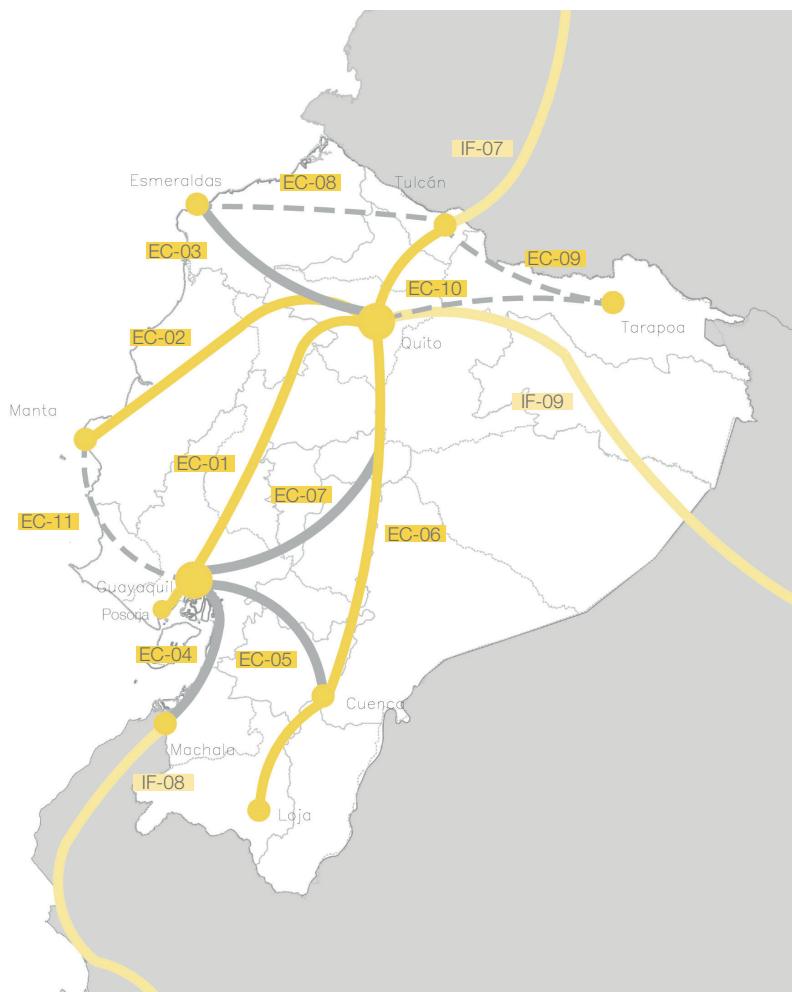 IF-07
Esmeraldas
EC-08
Tulcán
EC-03
EC-09
EC-10
Tarapoa
EC-02
Quito
IF-09
Manta
EC-01
EC-07
EC-11
EC-06
Guayaquil
Posorja
EC-04
EC-05
Cuenca
Machala
IF-08
Loja